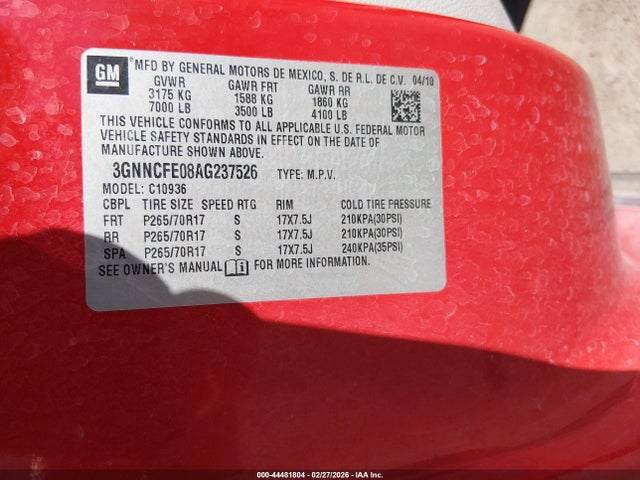 GM
MFD BY GENERAL MOTORS DE MEXICO, S. DE R.L. DE C.V. 04/10
GVWR GAWR FRT GAWR RR
3175 KG 1588 KG 1860 KG
7000 LB 3500 LB 4100 LB
THIS VEHICLE CONFORMS TO ALL APPLICABLE U.S. FEDERAL MOTOR
VEHICLE SAFETY STANDARDS IN EFFECT ON THE DATE OF
MANUFACTURE SHOWN ABOVE.
3GNNCFE08AG237526 TYPE: M.P.V.
MODEL: C10936
CBPL TIRE SIZE SPEED RTG RIM COLD TIRE PRESSURE
FRT P265/70R17 S 17X7.5J 210KPA(30PSI)
RR P265/70R17 S 17X7.5J 210KPA(30PSI)
SPA P265/70R17 S 17X7.5J 240KPA(35PSI)
SEE OWNER'S MANUAL FOR MORE INFORMATION.
000-44481804 | 02/27/2026 - IAA Inc.